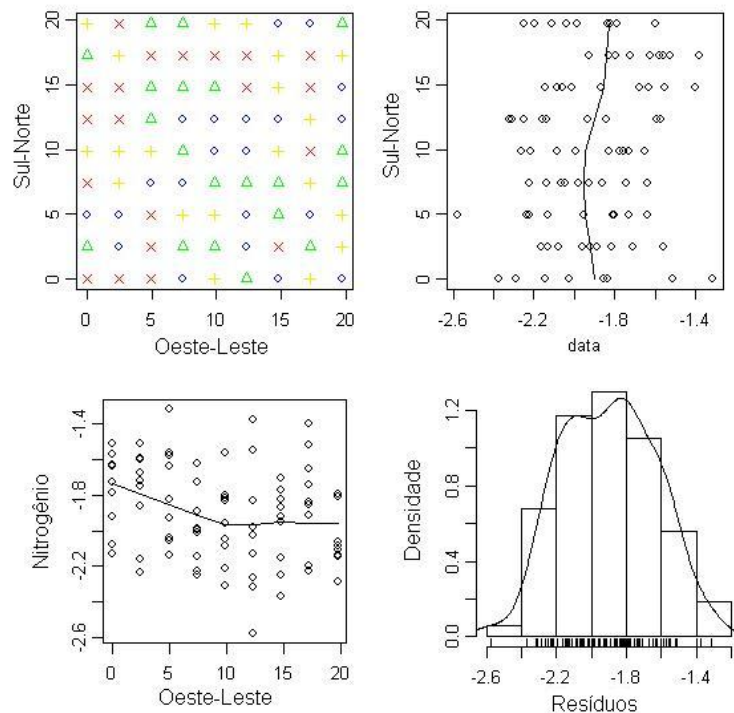 20
15
10
5
0
Sul-Norte
0 5 10 15 20
Oeste-Leste
20
15
10
5
0
Sul-Norte
-2.6 -2.2 -1.8 -1.4
data
-1.4
-1.8
-2.2
-2.6
Nitrogênio
0 5 10 15 20
Oeste-Leste
1.2
0.8
0.4
0.0
Densidade
-2.6 -2.2 -1.8 -1.4
Resíduos